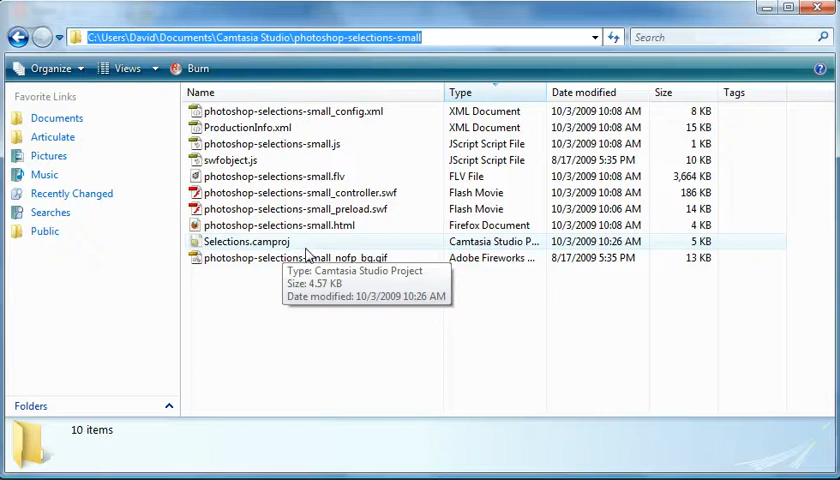 C:\Users\David\Documents\Camtasia Studio\photoshop-selections-small
Search
Organize Views Burn
Favorite Links
Documents
Articulate
Pictures
Music
Recently Changed
Searches
Public
Folders
Name Type Date modified Size Tags
photoshop-selections-small_config.xml XML Document 10/3/2009 10:08 AM 8 KB
ProductionInfo.xml XML Document 10/3/2009 10:08 AM 15 KB
photoshop-selections-small.js JScript Script File 10/3/2009 10:08 AM 1 KB
swfobject.js JScript Script File 8/17/2009 5:35 PM 10 KB
photoshop-selections-small.flv FLV File 10/3/2009 10:08 AM 3,664 KB
photoshop-selections-small_controller.swf Flash Movie 10/3/2009 10:08 AM 186 KB
photoshop-selections-small_preload.swf Flash Movie 10/3/2009 10:06 AM 14 KB
photoshop-selections-small.html Firefox Document 10/3/2009 10:08 AM 4 KB
Selections.camproj Camtasia Studio P... 10/3/2009 10:26 AM 5 KB
photoshop-selections-small_nofp_bg.gif Adobe Fireworks ... 8/17/2009 5:35 PM 13 KB
Type: Camtasia Studio Project
Size: 4.57 KB
Date modified: 10/3/2009 10:26 AM
10 items